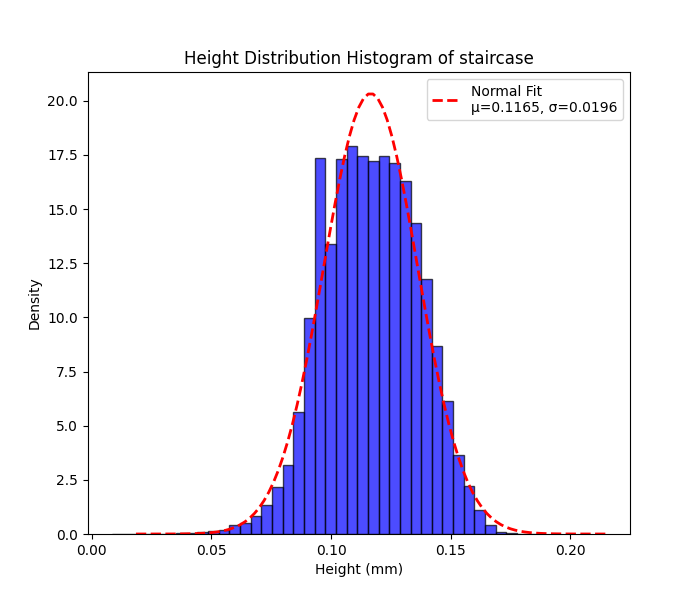 Height Distribution Histogram of staircase
Normal Fit
μ=0.1165, σ=0.0196
20.0
17.5
15.0
12.5
10.0
7.5
5.0
2.5
0.0
Density
0.00 0.05 0.10 0.15 0.20
Height (mm)